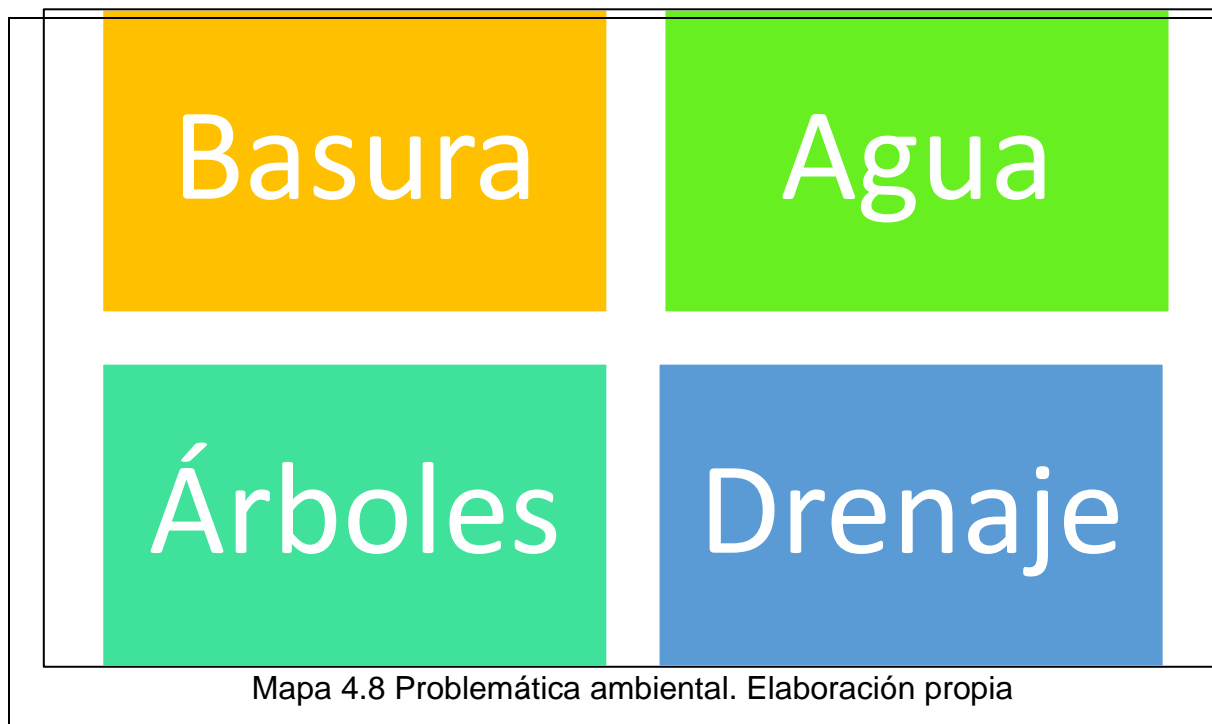 Basura
Agua
Árboles
Drenaje
Mapa 4.8 Problemática ambiental. Elaboración propia